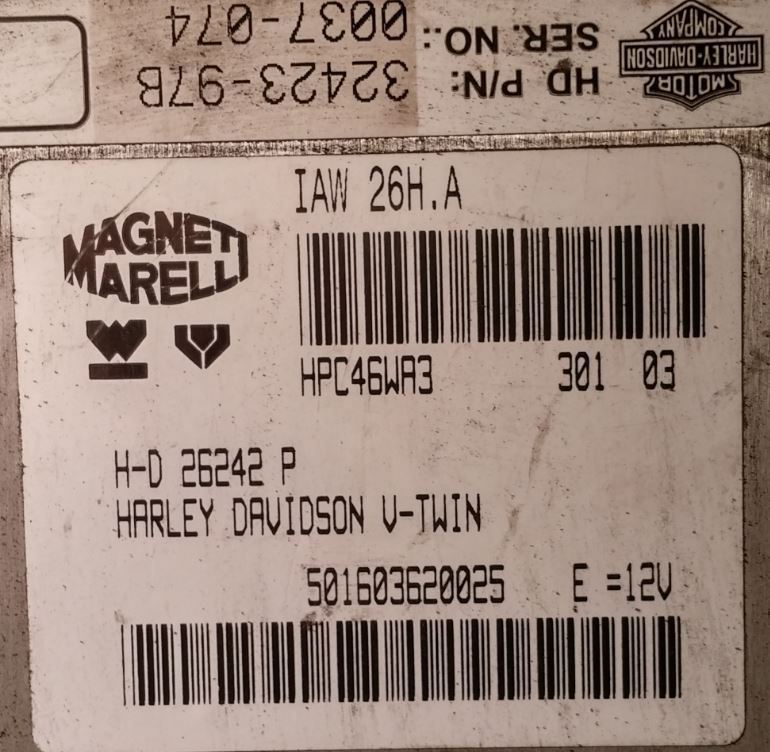 MOTOR
HARLEY-DAVIDSON
COMPANY
HD P/N: 32423-97B
SER. NO.: 0037-074
IAW 26H.A
MAGNETI
MARELLI
HPC46WA3 301 03
H-D 26242 P
HARLEY DAVIDSON V-TWIN
501603620025 E =12V